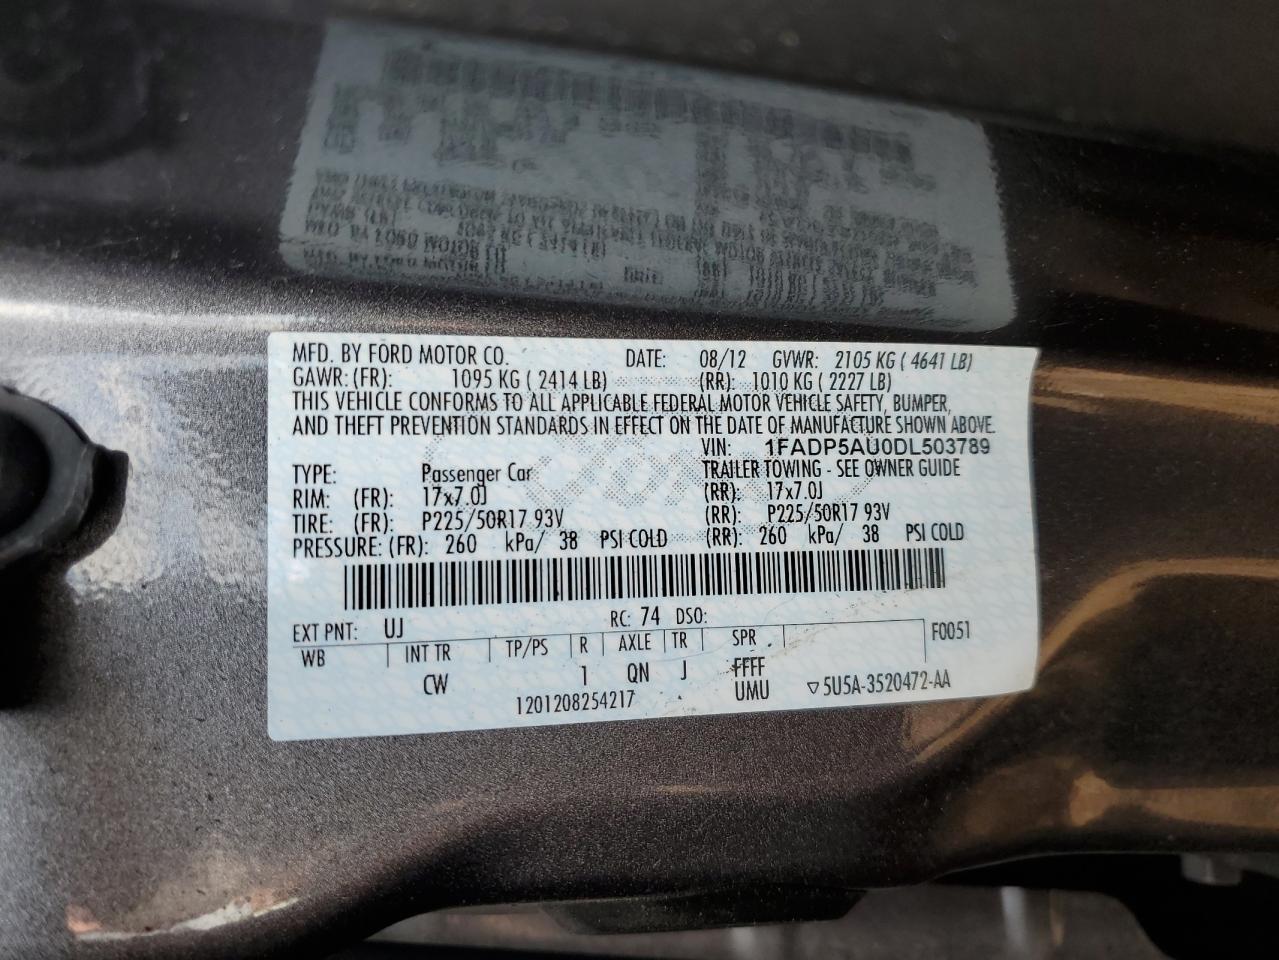 MFD. BY FORD MOTOR CO. DATE: 08/12 GVWR: 2105 KG ( 4641 LB)
GAWR: (FR): 1095 KG ( 2414 LB) (RR): 1010 KG ( 2227 LB)
THIS VEHICLE CONFORMS TO ALL APPLICABLE FEDERAL MOTOR VEHICLE SAFETY, BUMPER,
AND THEFT PREVENTION STANDARDS IN EFFECT ON THE DATE OF MANUFACTURE SHOWN ABOVE.
VIN: 1FADP5AU0DL503789
TYPE: Passenger Car TRAILER TOWING - SEE OWNER GUIDE
RIM: (FR): 17x7.0J (RR): 17x7.0J
TIRE: (FR): P225/50R17 93V (RR): P225/50R17 93V
PRESSURE: (FR): 260 kPa/ 38 PSI COLD (RR): 260 kPa/ 38 PSI COLD
EXT PNT: UJ RC: 74 DSO:
WB INT TR TP/PS R AXLE TR SPR F0051
CW 1 QN J FFFF
1201208254217 UMU ▽5U5A-3520472-AA